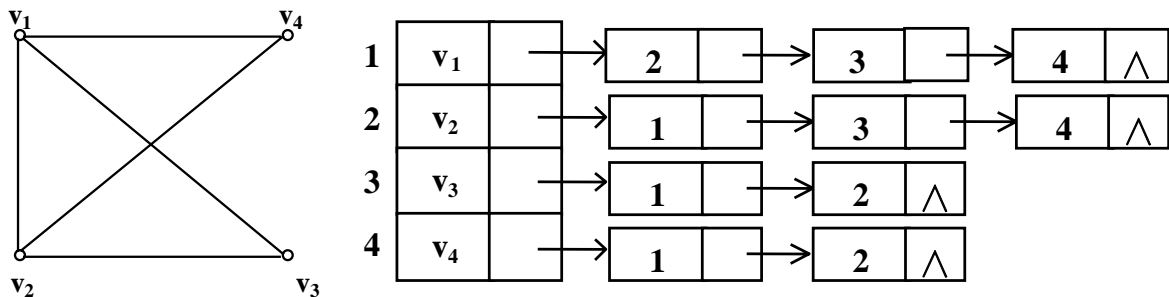 v₁ v₄
v₂ v₃
1 v₁ 2 3 4 ∧
2 v₂ 1 3 4 ∧
3 v₃ 1 2 ∧
4 v₄ 1 2 ∧